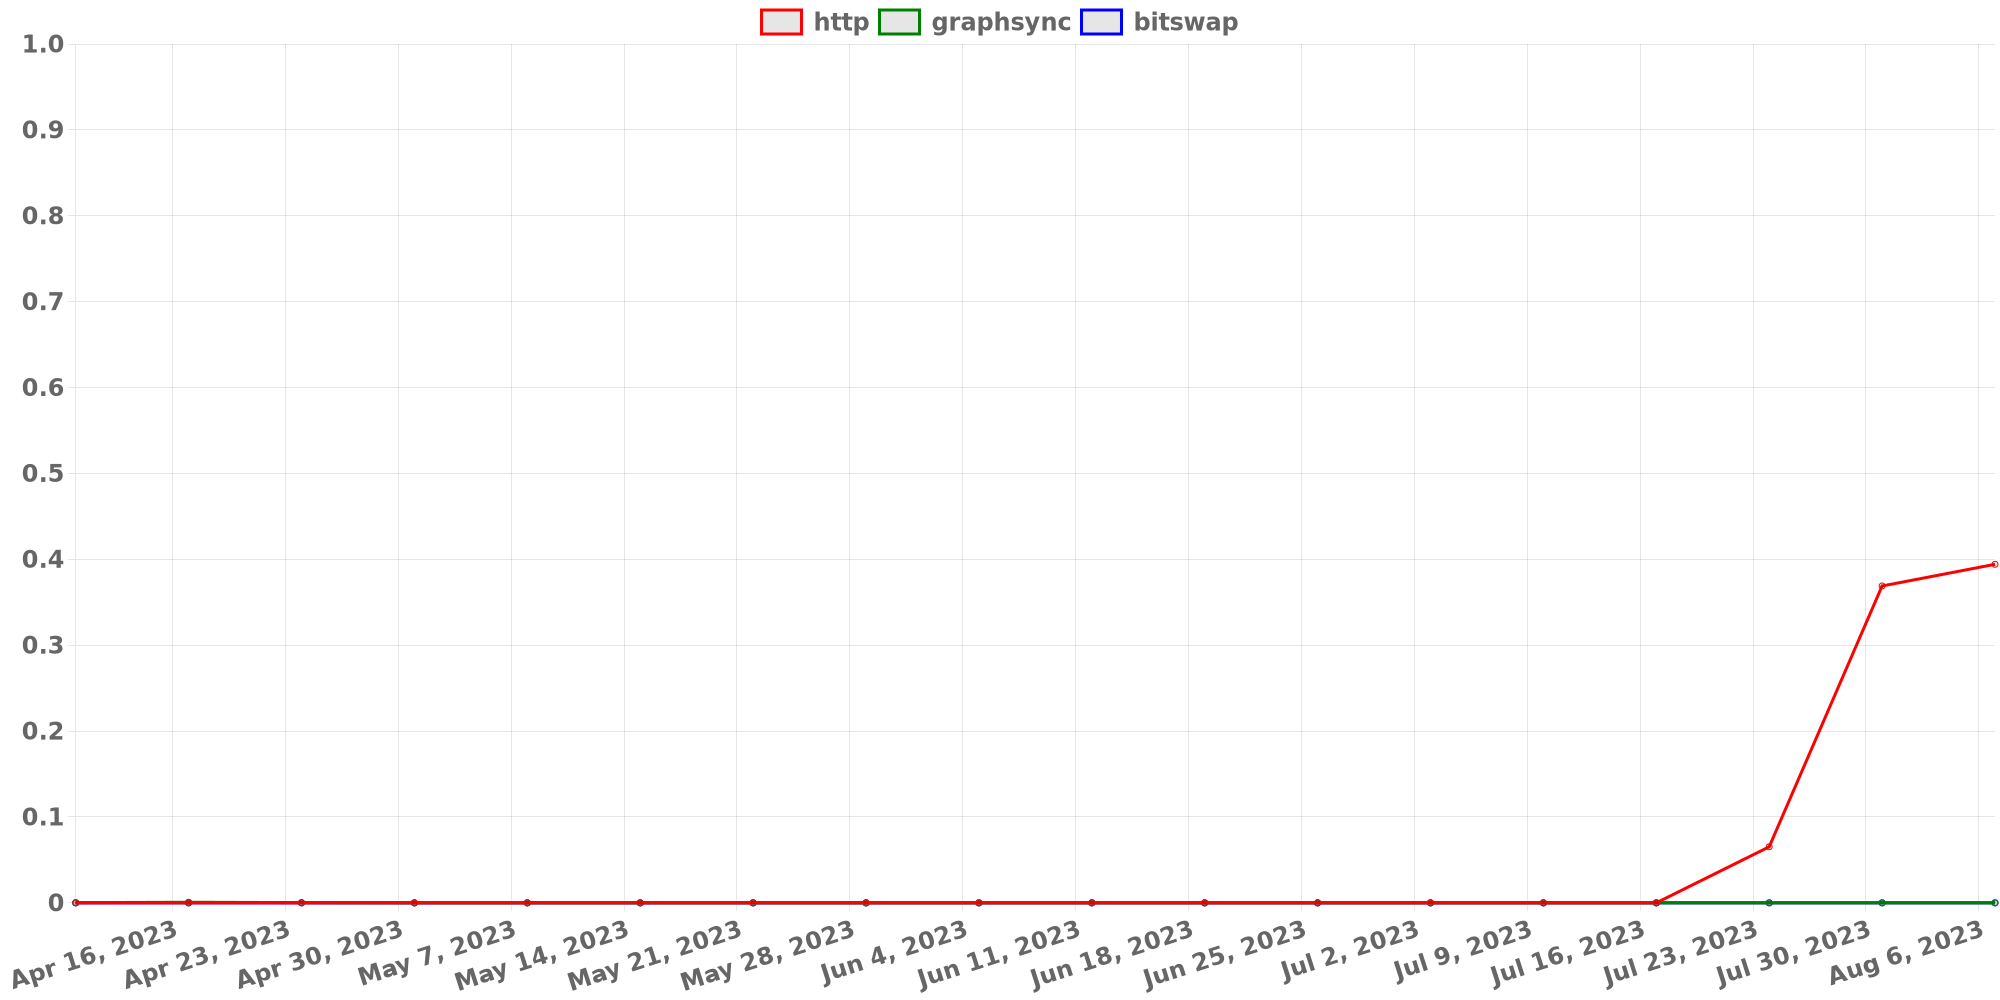 http graphsync bitswap
1.0
0.9
0.8
0.7
0.6
0.5
0.4
0.3
0.2
0.1
0
Apr 16, 2023
Apr 23, 2023
Apr 30, 2023
May 7, 2023
May 14, 2023
May 21, 2023
May 28, 2023
Jun 4, 2023
Jun 11, 2023
Jun 18, 2023
Jun 25, 2023
Jul 2, 2023
Jul 9, 2023
Jul 16, 2023
Jul 23, 2023
Jul 30, 2023
Aug 6, 2023